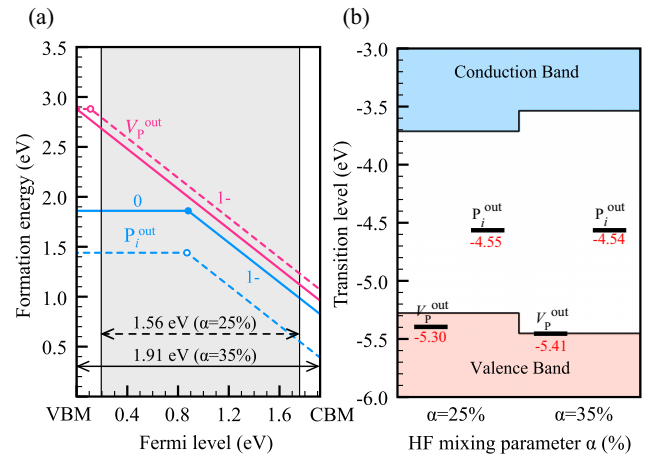 (a)
3.5
3.0
2.5
2.0
1.5
1.0
0.5
Formation energy (eV)
V_P^out
0
1-
P_i^out
1-
1.56 eV (α=25%)
1.91 eV (α=35%)
VBM 0.4 0.8 1.2 1.6 CBM
Fermi level (eV)
(b)
-3.0
-3.5
-4.0
-4.5
-5.0
-5.5
-6.0
Transition level (eV)
Conduction Band
P_i^out
-4.55
P_i^out
-4.54
V_P^out
-5.30
V_P^out
-5.41
Valence Band
α=25% α=35%
HF mixing parameter α (%)